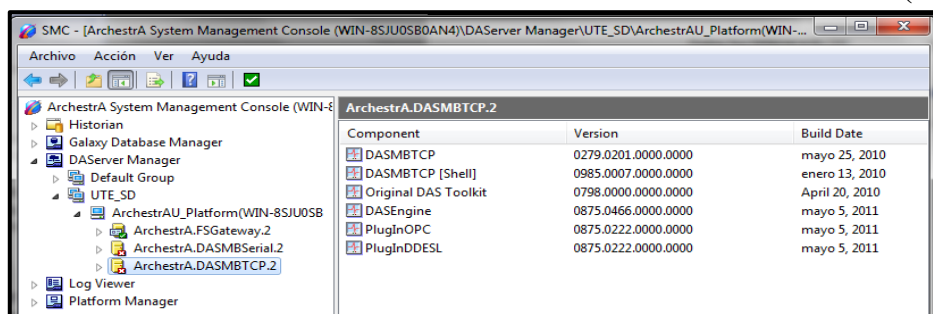 SMC - [ArchestrA System Management Console (WIN-8SJU0SB0AN4)\DAServer Manager\UTE_SD\ArchestrAU_Platform(WIN-...
Archivo Acción Ver Ayuda
ArchestrA System Management Console (WIN-8
Historian
Galaxy Database Manager
DAServer Manager
Default Group
UTE_SD
ArchestrAU_Platform(WIN-8SJU0SB
ArchestrA.FSGateway.2
ArchestrA.DASMBSerial.2
ArchestrA.DASMBTCP.2
Log Viewer
Platform Manager
ArchestrA.DASMBTCP.2
Component Version Build Date
DASMBTCP 0279.0201.0000.0000 mayo 25, 2010
DASMBTCP [Shell] 0985.0007.0000.0000 enero 13, 2010
Original DAS Toolkit 0798.0000.0000.0000 April 20, 2010
DASEngine 0875.0466.0000.0000 mayo 5, 2011
PlugInOPC 0875.0222.0000.0000 mayo 5, 2011
PlugInDDESL 0875.0222.0000.0000 mayo 5, 2011